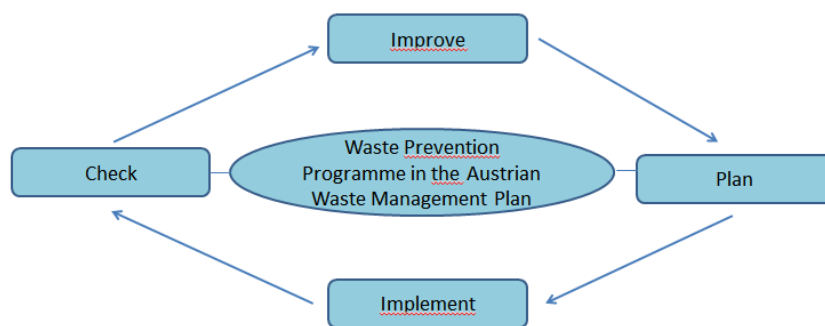 Improve
Check
Waste Prevention
Programme in the Austrian
Waste Management Plan
Plan
Implement